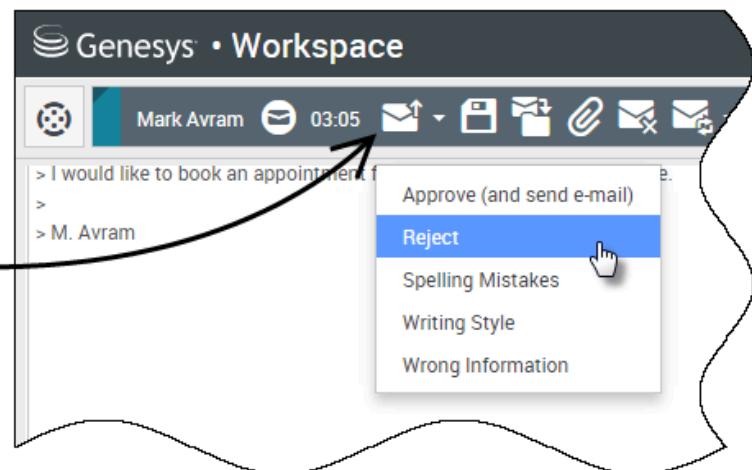 Genesys • Workspace
Mark Avram 03:05
> I would like to book an appointment f e.
>
> M. Avram
Approve (and send e-mail)
Reject
Spelling Mistakes
Writing Style
Wrong Information